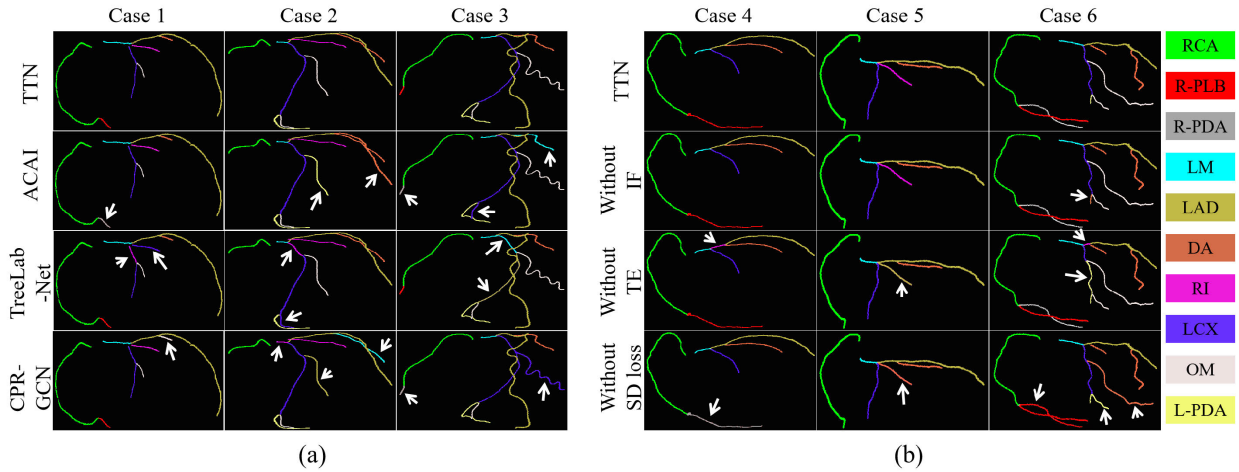 Case 1 Case 2 Case 3 Case 4 Case 5 Case 6
TTN
ACAI
TreeLab
-Net
CPR-
GCN
(a)
TTN
Without
IF
Without
TE
Without
SD loss
(b)
RCA
R-PLB
R-PDA
LM
LAD
DA
RI
LCX
OM
L-PDA